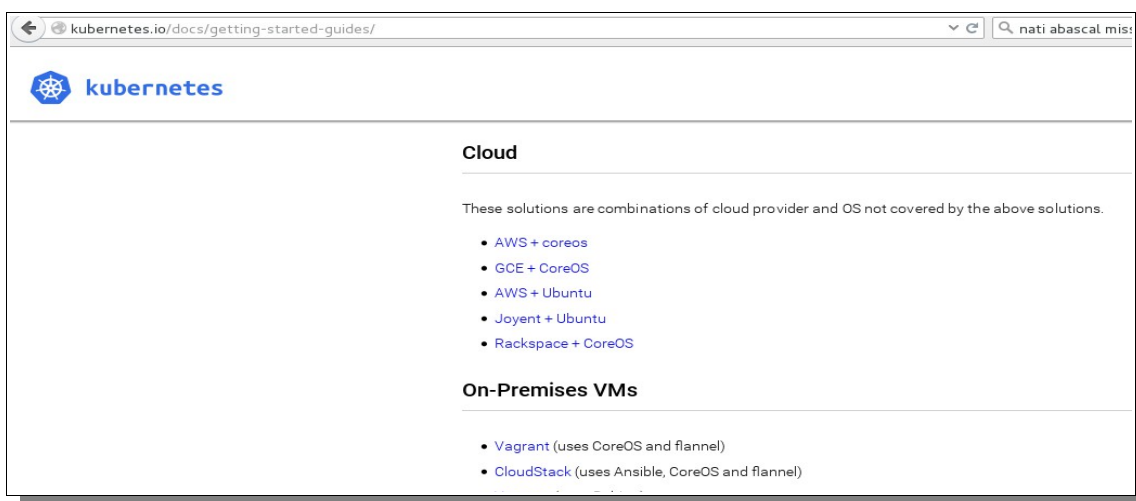 kubernetes.io/docs/getting-started-guides/
nati abascal
kubernetes
Cloud
These solutions are combinations of cloud provider and OS not covered by the above solutions.
• AWS + coreos
• GCE + CoreOS
• AWS + Ubuntu
• Joyent + Ubuntu
• Rackspace + CoreOS
On-Premises VMs
• Vagrant (uses CoreOS and flannel)
• CloudStack (uses Ansible, CoreOS and flannel)